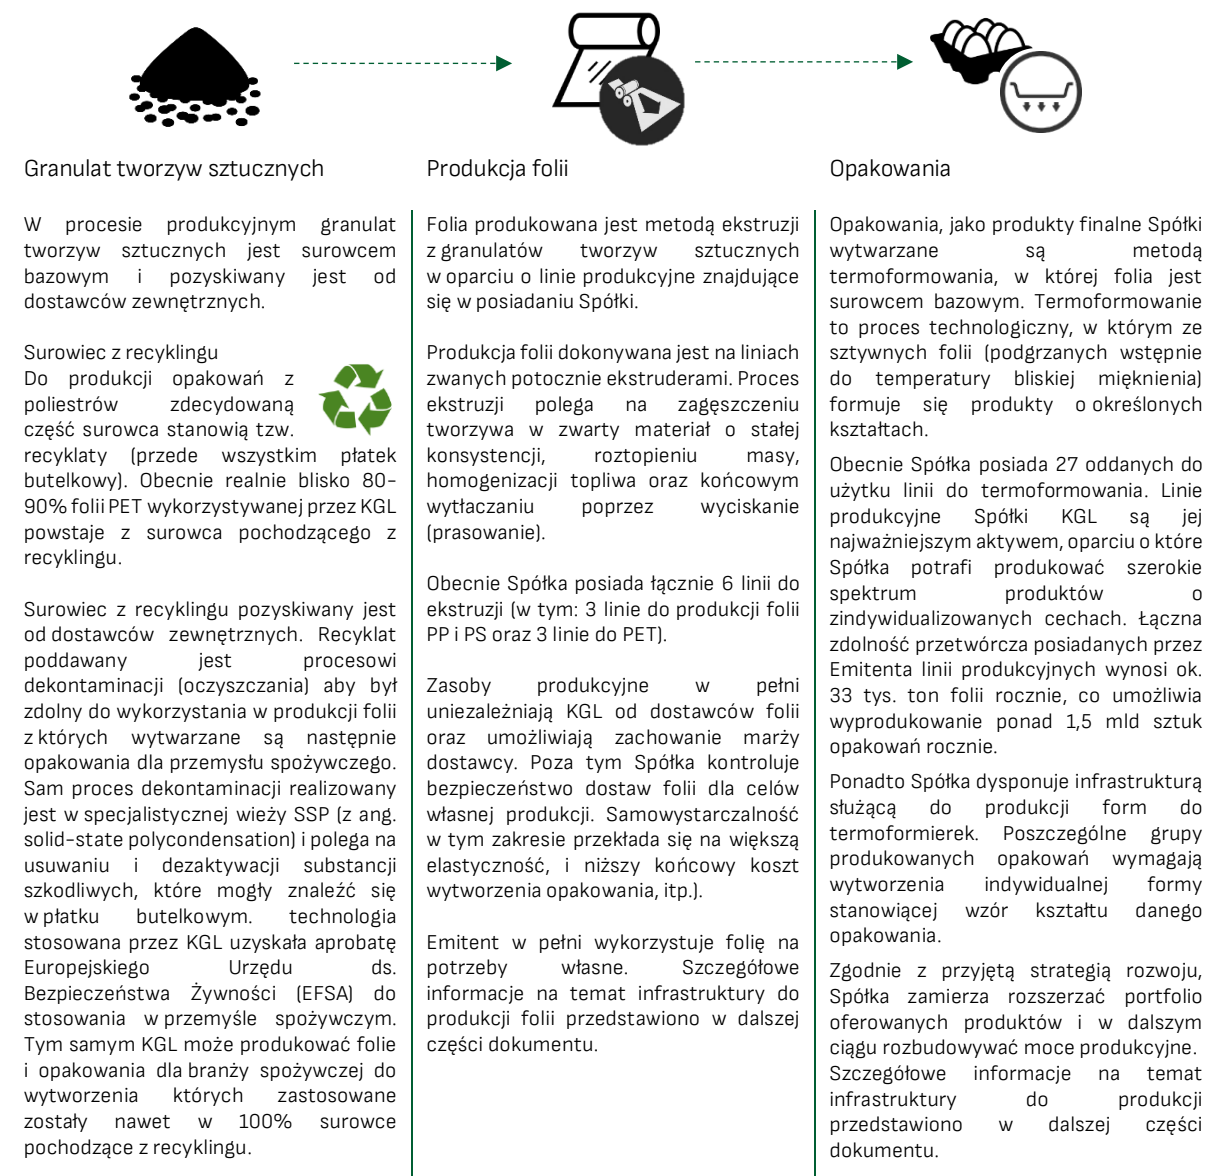 Granulat tworzyw sztucznych
W procesie produkcyjnym granulat
tworzyw sztucznych jest surowcem
bazowym i pozyskiwany jest od
dostawców zewnętrznych.
Surowiec z recyklingu
Do produkcji opakowań z
poliestrów zdecydowaną
część surowca stanowią tzw.
recyklaty (przede wszystkim płatek
butelkowy). Obecnie realnie blisko 80-
90% folii PET wykorzystywanej przez KGL
powstaje z surowca pochodzącego z
recyklingu.
Surowiec z recyklingu pozyskiwany jest
od dostawców zewnętrznych. Recyklat
poddawany jest procesowi
dekontaminacji (oczyszczania) aby był
zdolny do wykorzystania w produkcji folii
z których wytwarzane są następnie
opakowania dla przemysłu spożywczego.
Sam proces dekontaminacji realizowany
jest w specjalistycznej wieży SSP (z ang.
solid-state polycondensation) i polega na
usuwaniu i dezaktywacji substancji
szkodliwych, które mogły znaleźć się
w płatku butelkowym. technologia
stosowana przez KGL uzyskała aprobatę
Europejskiego Urzędu ds.
Bezpieczeństwa Żywności (EFSA) do
stosowania w przemyśle spożywczym.
Tym samym KGL może produkować folie
i opakowania dla branży spożywczej do
wytworzenia których zastosowane
zostały nawet w 100% surowce
pochodzące z recyklingu.
Produkcja folii
Folia produkowana jest metodą ekstruzji
z granulatów tworzyw sztucznych
w oparciu o linie produkcyjne znajdujące
się w posiadaniu Spółki.
Produkcja folii dokonywana jest na liniach
zwanych potocznie ekstruderami. Proces
ekstruzji polega na zagęszczeniu
tworzywa w zwarty materiał o stałej
konsystencji, roztopieniu masy,
homogenizacji topliwa oraz końcowym
wytłaczaniu poprzez wyciskanie
(prasowanie).
Obecnie Spółka posiada łącznie 6 linii do
ekstruzji (w tym: 3 linie do produkcji folii
PP i PS oraz 3 linie do PET).
Zasoby produkcyjne w pełni
uniezależniają KGL od dostawców folii
oraz umożliwiają zachowanie marży
dostawcy. Poza tym Spółka kontroluje
bezpieczeństwo dostaw folii dla celów
własnej produkcji. Samowystarczalność
w tym zakresie przekłada się na większą
elastyczność, i niższy końcowy koszt
wytworzenia opakowania, itp.).
Emitent w pełni wykorzystuje folię na
potrzeby własne. Szczegółowe
informacje na temat infrastruktury do
produkcji folii przedstawiono w dalszej
części dokumentu.
Opakowania
Opakowania, jako produkty finalne Spółki
wytwarzane są metodą
termoformowania, w której folia jest
surowcem bazowym. Termoformowanie
to proces technologiczny, w którym ze
sztywnych folii (podgrzanych wstępnie
do temperatury bliskiej mięknienia)
formuje się produkty o określonych
kształtach.
Obecnie Spółka posiada 27 oddanych do
użytku linii do termoformowania. Linie
produkcyjne Spółki KGL są jej
najważniejszym aktywem, oparciu o które
Spółka potrafi produkować szerokie
spektrum produktów o
zindywidualizowanych cechach. Łączna
zdolność przetwórcza posiadanych przez
Emitenta linii produkcyjnych wynosi ok.
33 tys. ton folii rocznie, co umożliwia
wyprodukowanie ponad 1,5 mld sztuk
opakowań rocznie.
Ponadto Spółka dysponuje infrastrukturą
służącą do produkcji form do
termoformierek. Poszczególne grupy
produkowanych opakowań wymagają
wytworzenia indywidualnej formy
stanowiącej wzór kształtu danego
opakowania.
Zgodnie z przyjętą strategią rozwoju,
Spółka zamierza rozszerzać portfolio
oferowanych produktów i w dalszym
ciągu rozbudowywać moce produkcyjne.
Szczegółowe informacje na temat
infrastruktury do produkcji
przedstawiono w dalszej części
dokumentu.